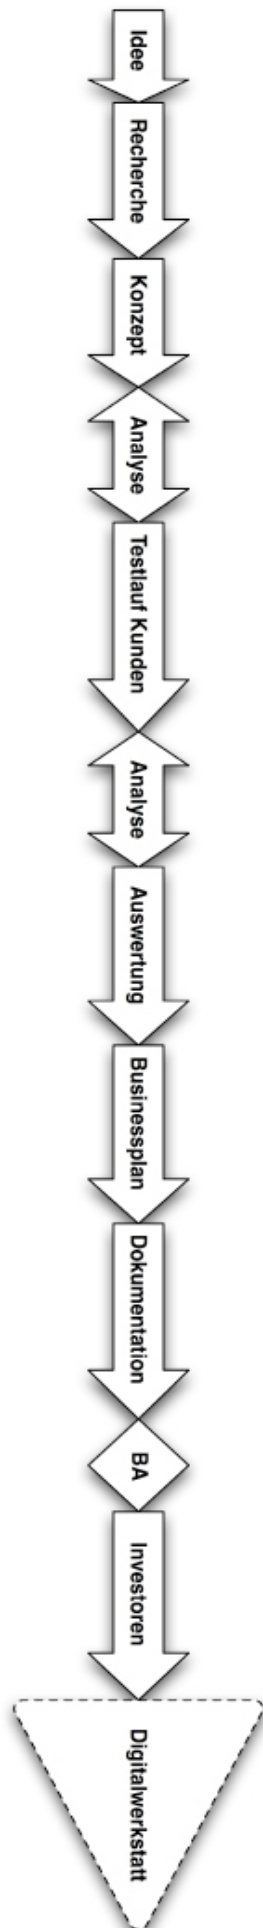 Idee
Recherche
Konzept
Analyse
Testlauf Kunden
Analyse
Auswertung
Businessplan
Dokumentation
BA
Investoren
Digitalwerkstatt